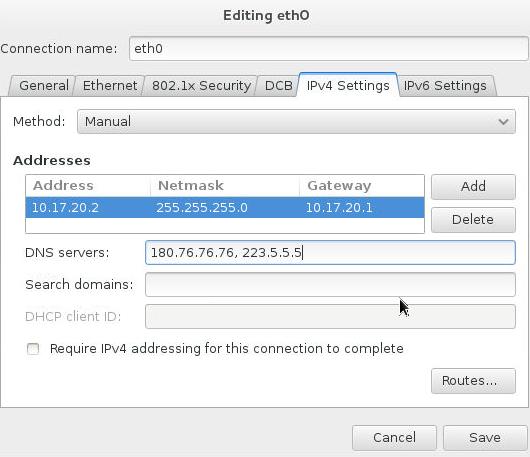 Editing eth0
Connection name: eth0
General Ethernet 802.1x Security DCB IPv4 Settings IPv6 Settings
Method: Manual
Addresses
Address Netmask Gateway
10.17.20.2 255.255.255.0 10.17.20.1
Add
Delete
DNS servers: 180.76.76.76, 223.5.5.5
Search domains:
DHCP client ID:
Require IPv4 addressing for this connection to complete
Routes...
Cancel Save